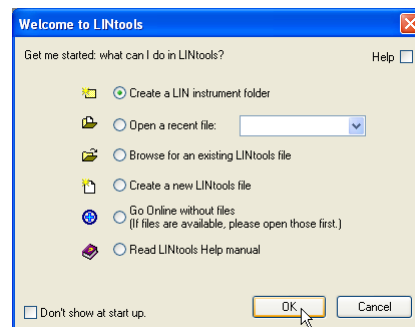 Welcome to LINtools
Get me started: what can I do in LINtools?
Help
Create a LIN instrument folder
Open a recent file:
Browse for an existing LINtools file
Create a new LINtools file
Go Online without files
(If files are available, please open those first.)
Read LINtools Help manual
Don't show at start up.
OK
Cancel